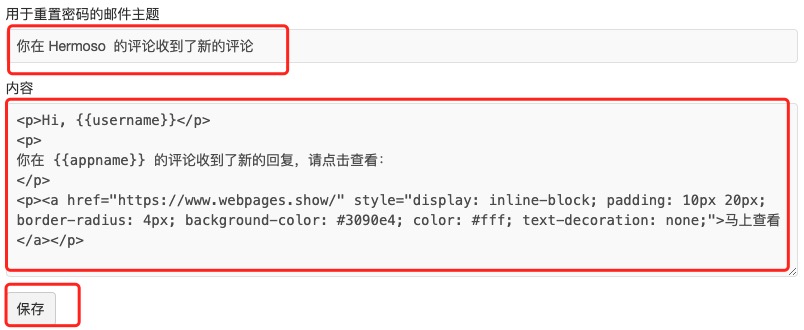 用于重置密码的邮件主题
你在 Hermoso  的评论收到了新的评论
内容
<p>Hi, {{username}}</p>
<p>
你在 {{appname}} 的评论收到了新的回复，请点击查看：
</p>
<p><a href="https://www.webpages.show/" style="display: inline-block; padding: 10px 20px;
border-radius: 4px; background-color: #3090e4; color: #fff; text-decoration: none;">马上查看
</a></p>
保存